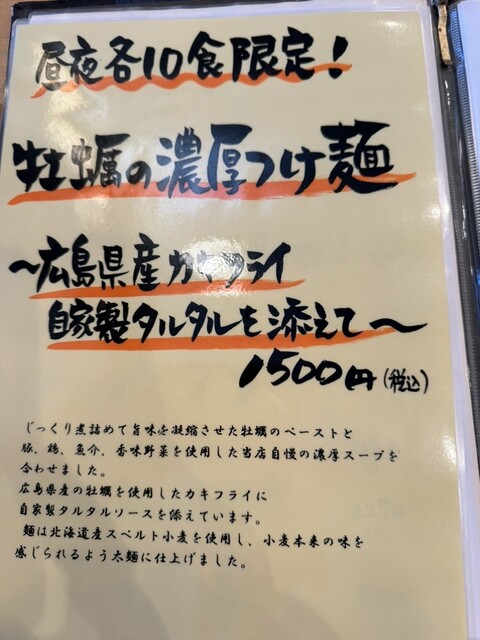 昼夜各10食限定！
牡蠣の濃厚つけ麺
〜広島県産カキフライ
自家製タルタルを添えて〜
1500円(税込)
じっくり煮詰めて旨味を凝縮させた牡蠣のペーストと
豚、鶏、魚介、香味野菜を使用した当店自慢の濃厚スープを
合わせました。
広島県産の牡蠣を使用したカキフライに
自家製タルタルソースを添えています。
麺は北海道産スペルト小麦を使用し、小麦本来の味を
感じられるよう太麺に仕上げました。